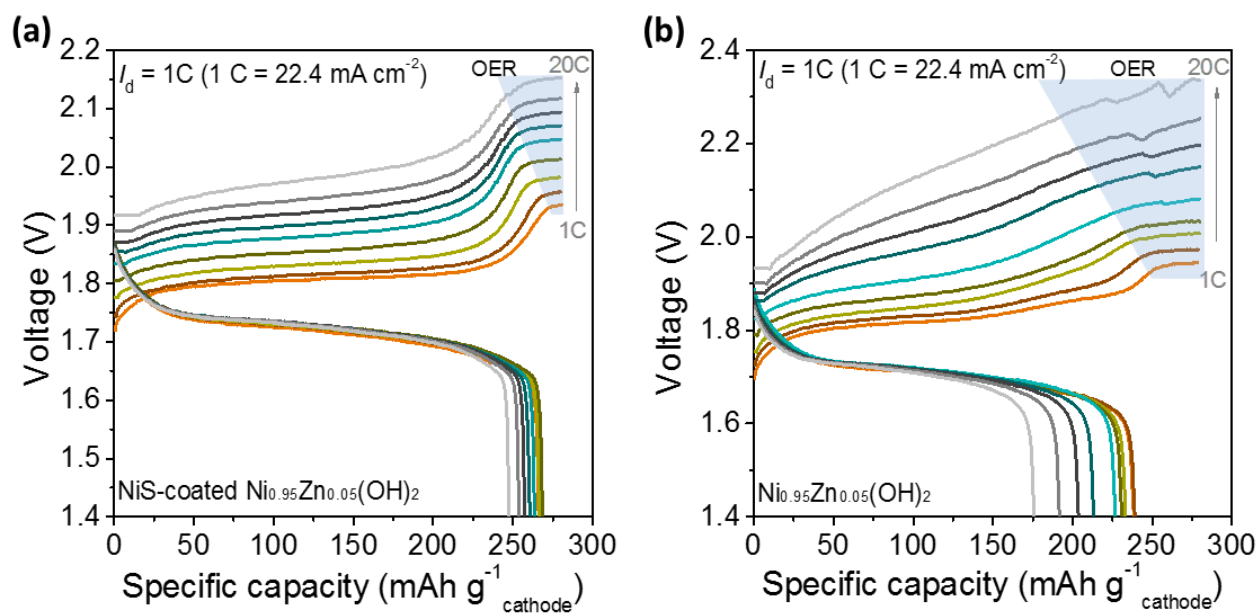 (a)
I_d = 1C (1 C = 22.4 mA cm⁻²)
OER
20C
1C
NiS-coated Ni₀.₉₅Zn₀.₀₅(OH)₂
Voltage (V)
2.2
2.1
2.0
1.9
1.8
1.7
1.6
1.5
1.4
0 50 100 150 200 250 300
Specific capacity (mAh g⁻¹cathode)
(b)
I_d = 1C (1 C = 22.4 mA cm⁻²)
OER
20C
1C
Ni₀.₉₅Zn₀.₀₅(OH)₂
Voltage (V)
2.4
2.2
2.0
1.8
1.6
1.4
0 50 100 150 200 250 300
Specific capacity (mAh g⁻¹cathode)